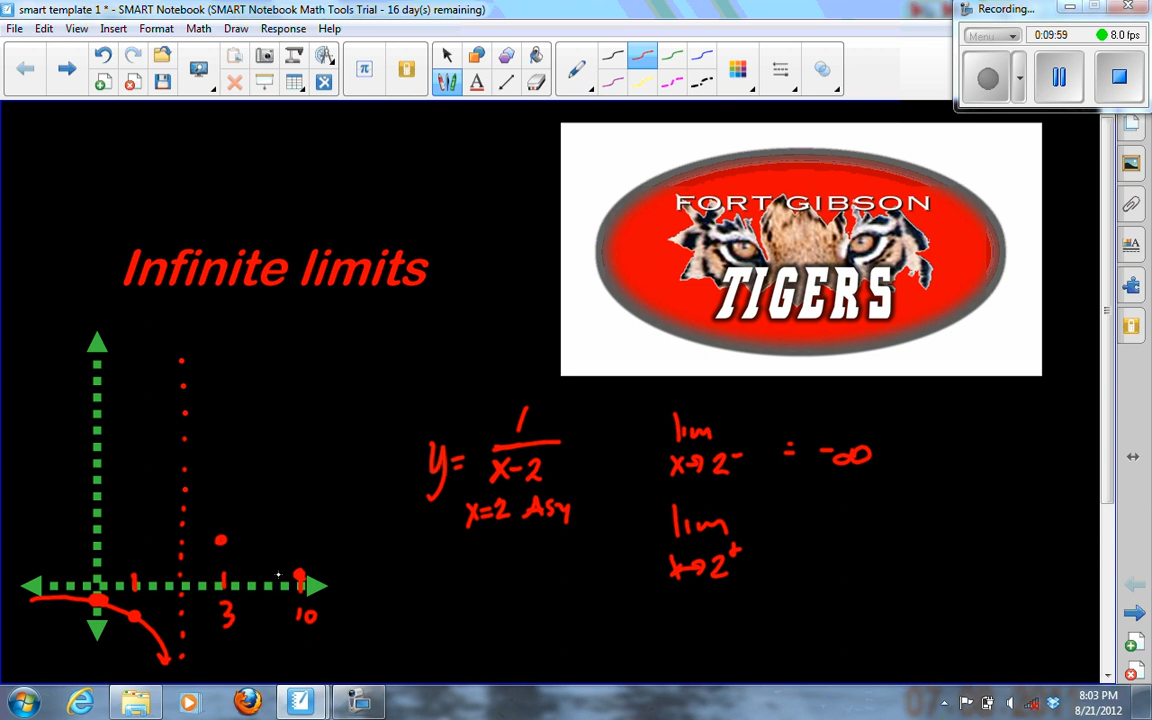 smart template 1 * - SMART Notebook (SMART Notebook Math Tools Trial - 16 day(s) remaining)
Recording...
File Edit View Insert Format Math Draw Response Help
Menu
0:09:59
8.0 fps
π
A
FORT GIBSON
TIGERS
Infinite limits
y= 1/(x-2)
x=2 Asy
lim
x→2⁻ = -∞
lim
x→2⁺
3
10
8:03 PM
8/21/2012